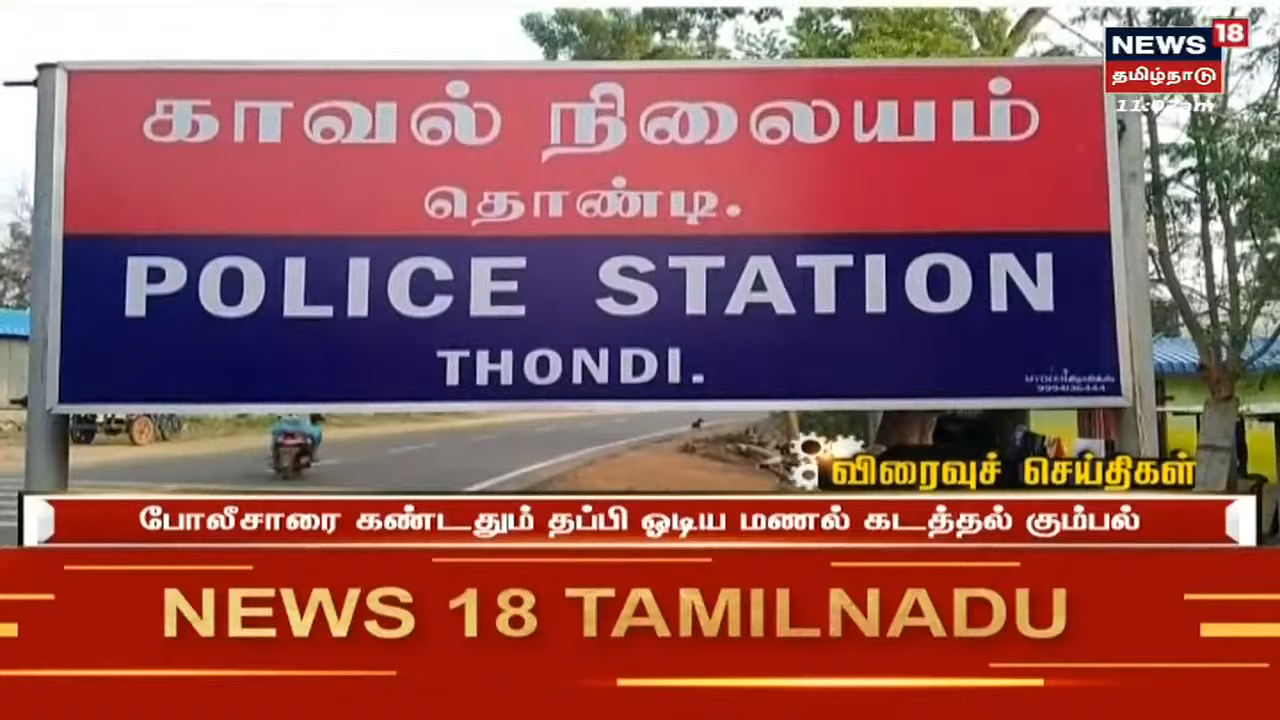 NEWS 18
தமிழ்நாடு
காவல் நிலையம்
தொண்டி.
POLICE STATION
THONDI.
விரைவுச் செய்திகள்
போலீசாரை கண்டதும் தப்பி ஓடிய மணல் கடத்தல் கும்பல்
NEWS 18 TAMILNADU